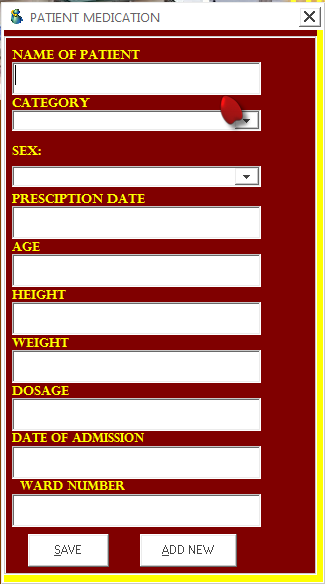 PATIENT MEDICATION
NAME OF PATIENT
CATEGORY
SEX:
PRESCIPTION DATE
AGE
HEIGHT
WEIGHT
DOSAGE
DATE OF ADMISSION
WARD NUMBER
SAVE
ADD NEW